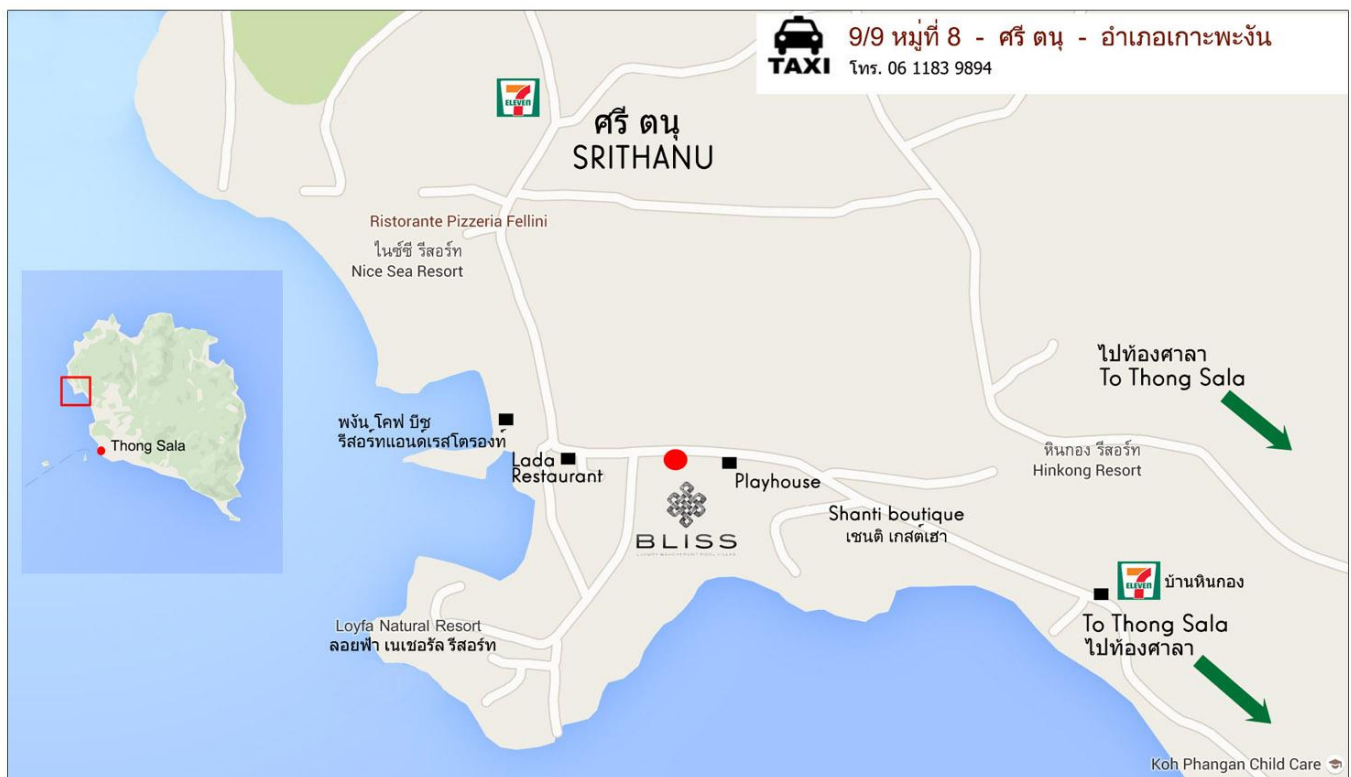 TAXI
9/9 หมู่ที่ 8 - ศรี ตนุ - อำเภอเกาะพะงัน
โทร. 06 1183 9894
7
ELEVEN
ศรี ตนุ
SRITHANU
Ristorante Pizzeria Fellini
ไนซ์ซี รีสอร์ท
Nice Sea Resort
ไปท้องศาลา
To Thong Sala
Thong Sala
พงัน โคฟ บีช
รีสอร์ทแอนด์เรสโตรองท์
Lada
Restaurant
Playhouse
หินกอง รีสอร์ท
Hinkong Resort
BLISS
Shanti boutique
เชนติ เกสต์เฮา
7
ELEVEN
บ้านหินกอง
Loyfa Natural Resort
ลอยฟ้า เนเชอรัล รีสอร์ท
To Thong Sala
ไปท้องศาลา
Koh Phangan Child Care